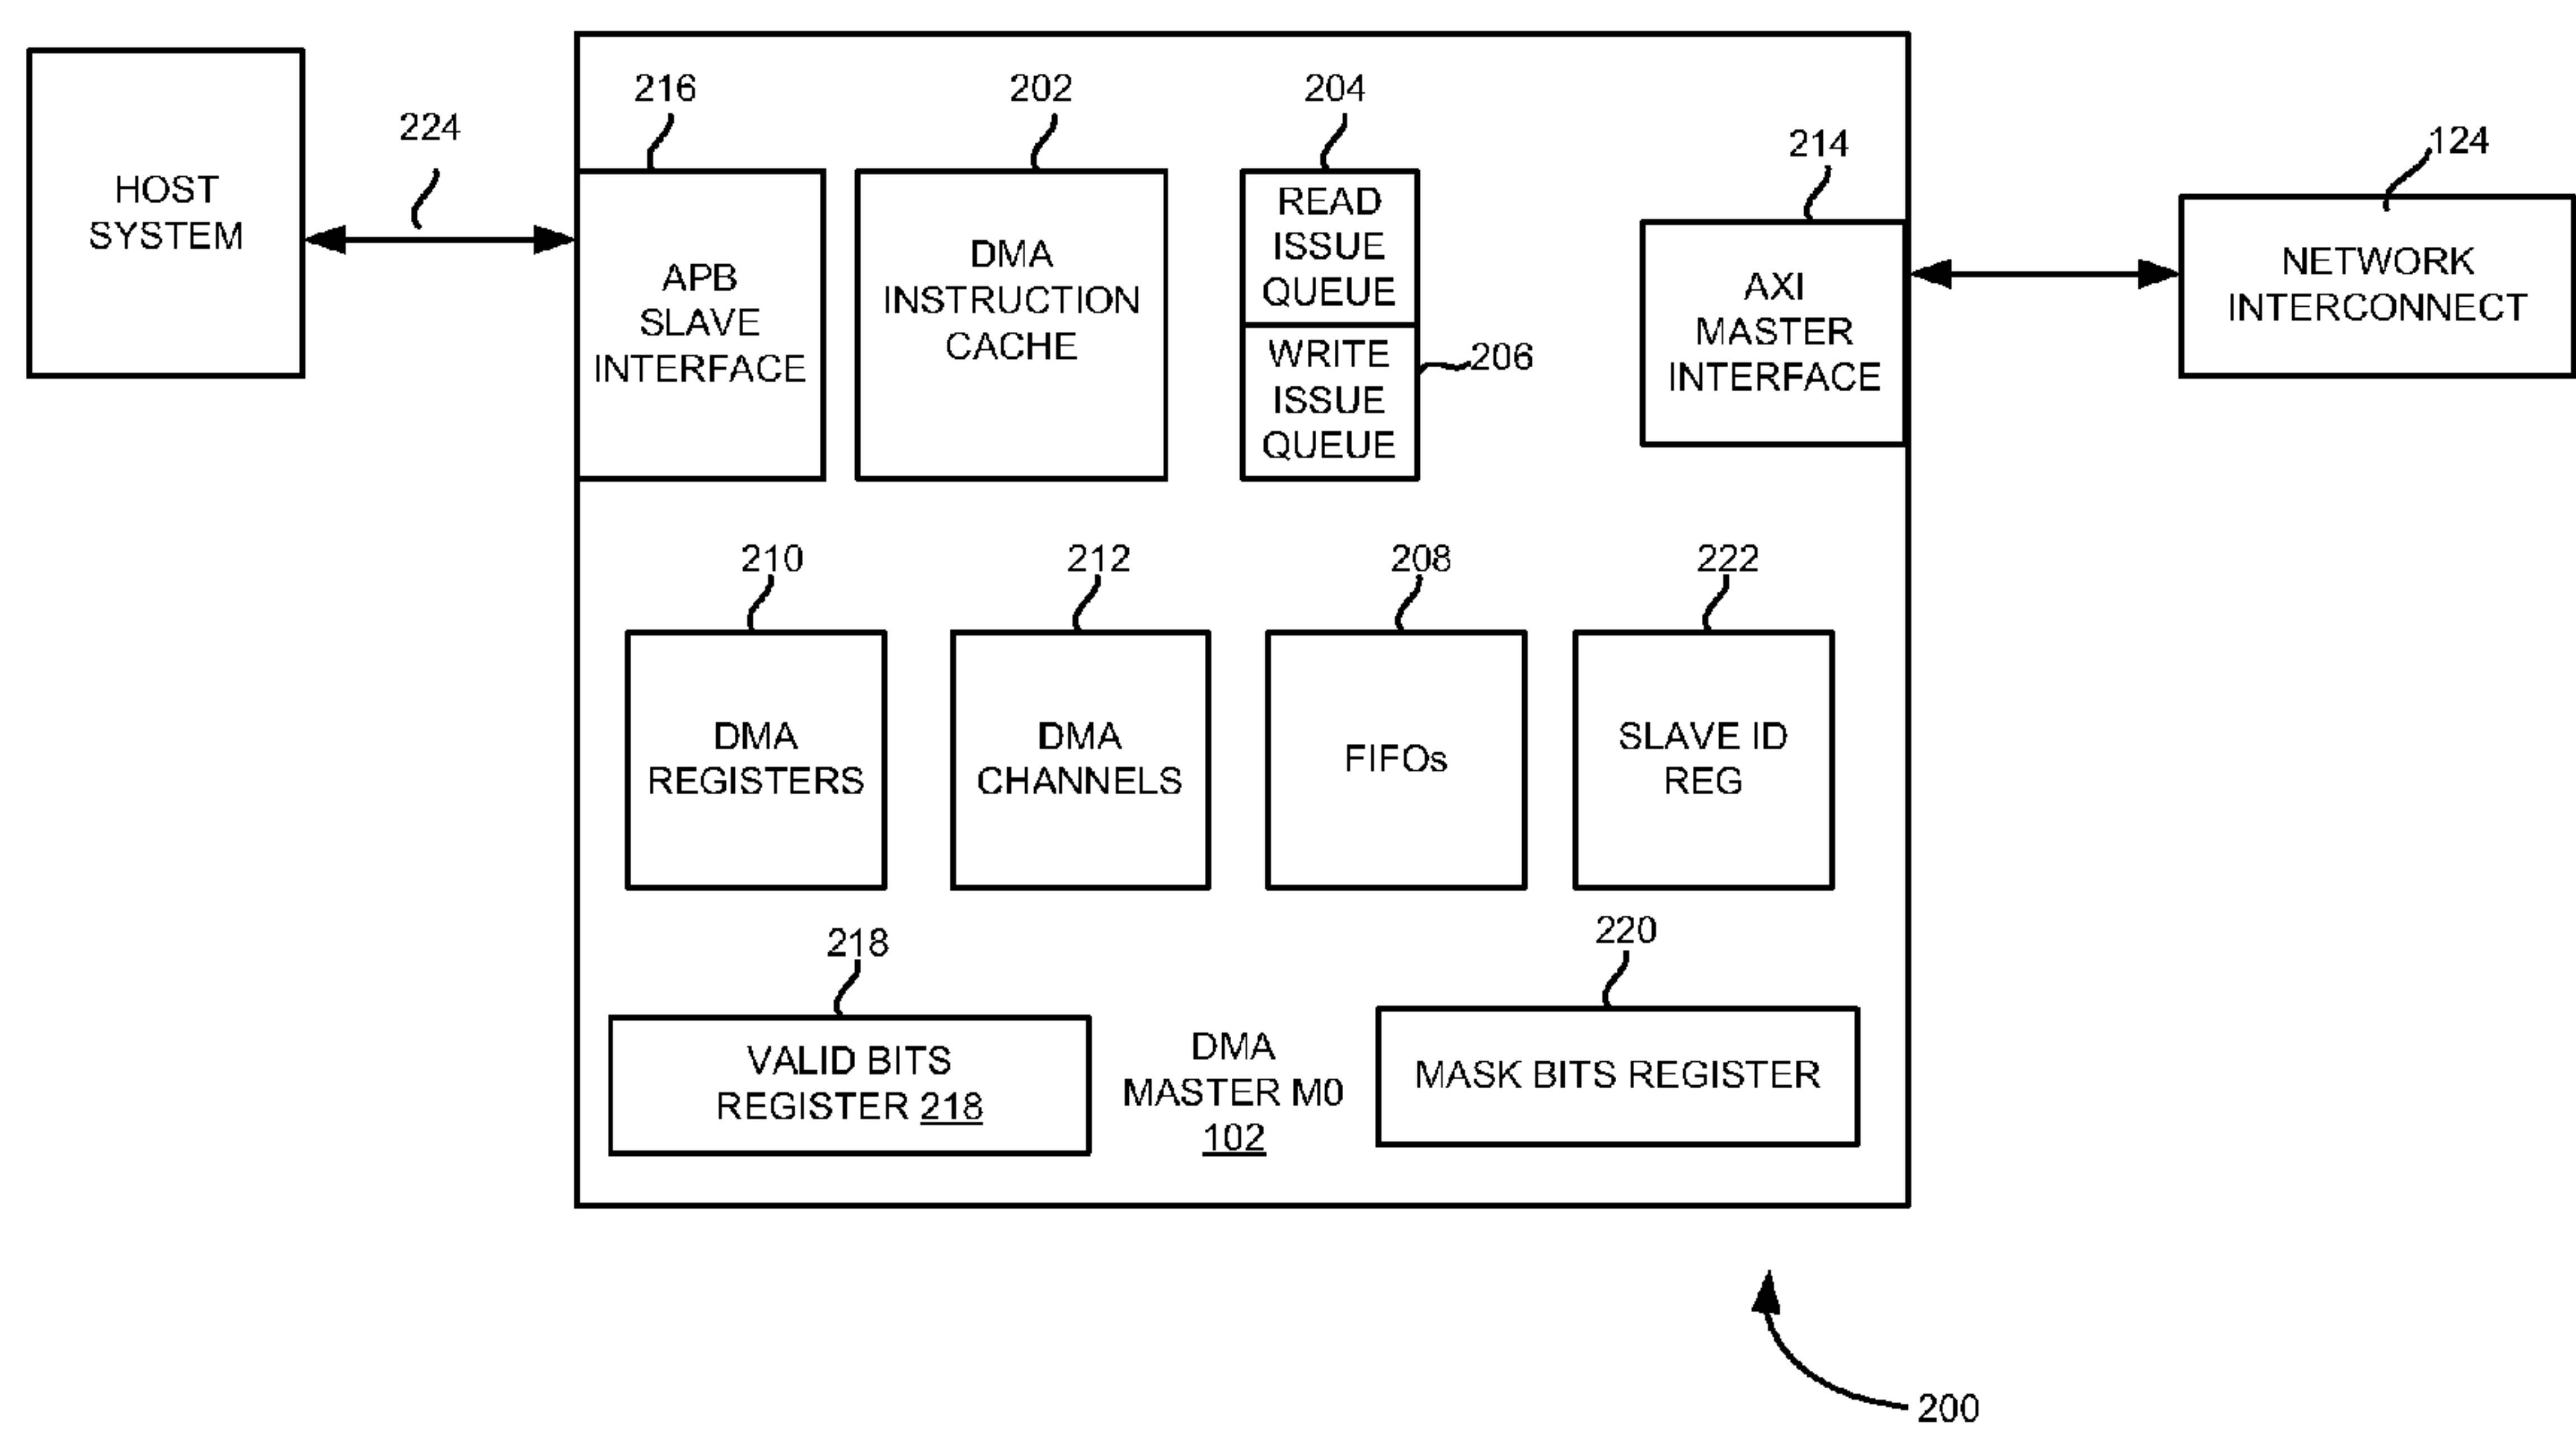 HOST
SYSTEM
224
216
APB
SLAVE
INTERFACE
202
DMA
INSTRUCTION
CACHE
204
READ
ISSUE
QUEUE
WRITE
ISSUE
QUEUE
206
214
AXI
MASTER
INTERFACE
124
NETWORK
INTERCONNECT
210
DMA
REGISTERS
212
DMA
CHANNELS
208
FIFOs
222
SLAVE ID
REG
218
VALID BITS
REGISTER 218
DMA
MASTER M0
102
220
MASK BITS REGISTER
200